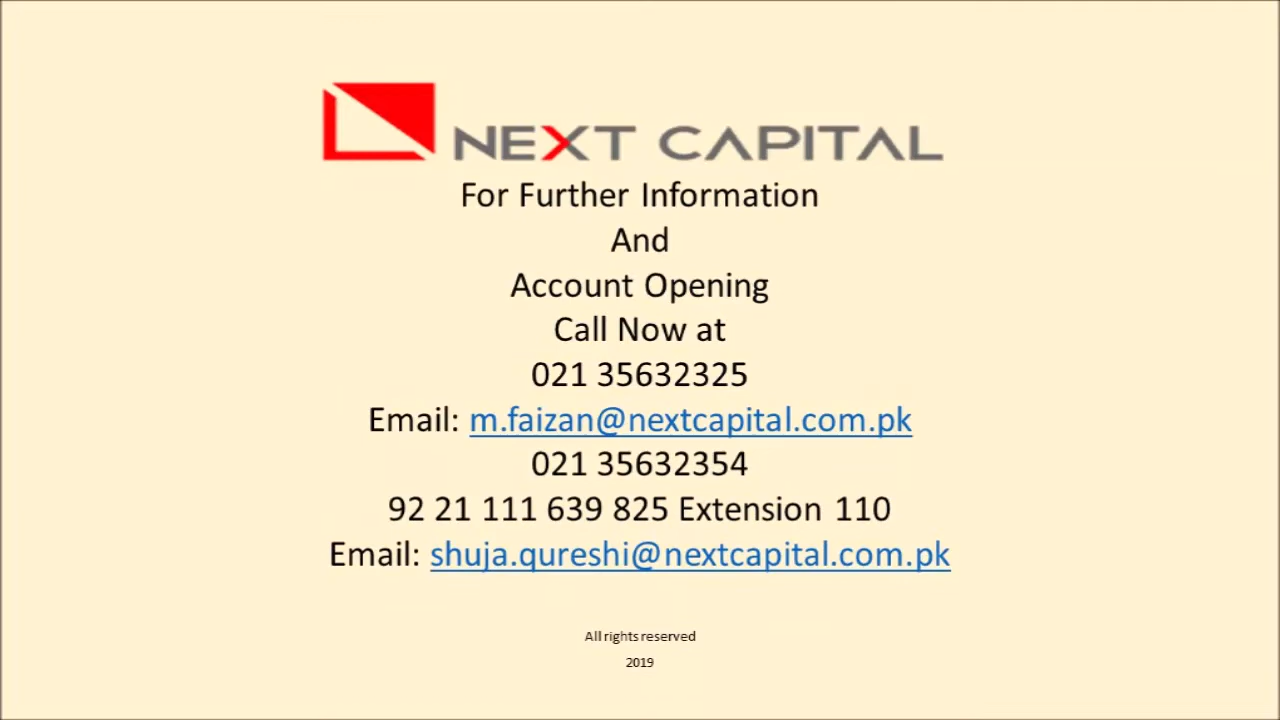 NEXT CAPITAL
For Further Information
And
Account Opening
Call Now at
021 35632325
Email: m.faizan@nextcapital.com.pk
021 35632354
92 21 111 639 825 Extension 110
Email: shuja.qureshi@nextcapital.com.pk
All rights reserved
2019